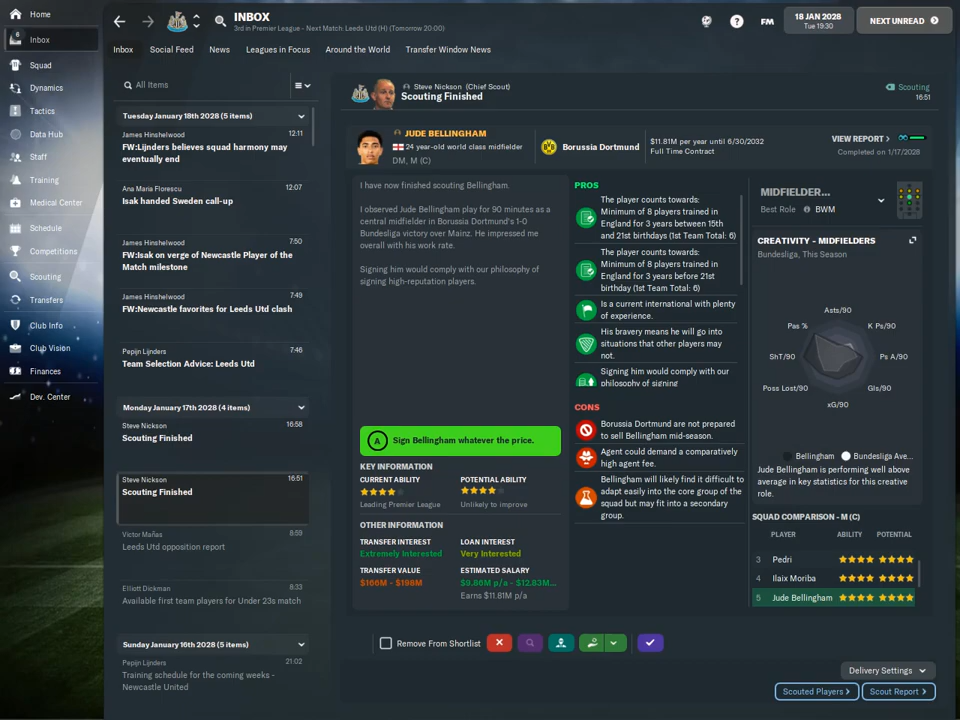 Home
6
Inbox
Squad
Dynamics
Tactics
Data Hub
Staff
Training
Medical Center
Schedule
Competitions
Scouting
Transfers
Club Info
Club Vision
Finances
Dev. Center
INBOX
3rd in Premier League - Next Match: Leeds Utd (H) (Tomorrow 20:00)
?
FM
18 JAN 2028
Tue 19:30
NEXT UNREAD
Inbox
Social Feed
News
Leagues in Focus
Around the World
Transfer Window News
All Items
Tuesday January 18th 2028 (5 items)
James Hinshelwood 12:11
FW:Lijnders believes squad harmony may
eventually end
Ana Maria Florescu 12:07
Isak handed Sweden call-up
James Hinshelwood 7:50
FW:Isak on verge of Newcastle Player of the
Match milestone
James Hinshelwood 7:49
FW:Newcastle favorites for Leeds Utd clash
Pepijn Lijnders 7:46
Team Selection Advice: Leeds Utd
Monday January 17th 2028 (4 items)
Steve Nickson 16:58
Scouting Finished
Steve Nickson 16:51
Scouting Finished
Víctor Mañas 8:59
Leeds Utd opposition report
Elliott Dickman 8:33
Available first team players for Under 23s match
Sunday January 16th 2028 (5 items)
Pepijn Lijnders 21:02
Training schedule for the coming weeks -
Newcastle United
Steve Nickson (Chief Scout)
Scouting Finished
Scouting
16:51
JUDE BELLINGHAM
24 year-old world class midfielder
DM, M (C)
Borussia Dortmund
$11.81M per year until 6/30/2032
Full Time Contract
VIEW REPORT >
Completed on 1/17/2028
I have now finished scouting Bellingham.
I observed Jude Bellingham play for 90 minutes as a
central midfielder in Borussia Dortmund's 1-0
Bundesliga victory over Mainz. He impressed me
overall with his work rate.
Signing him would comply with our philosophy of
signing high-reputation players.
A Sign Bellingham whatever the price.
KEY INFORMATION
CURRENT ABILITY POTENTIAL ABILITY
Leading Premier League Unlikely to improve
OTHER INFORMATION
TRANSFER INTEREST LOAN INTEREST
Extremely Interested Very Interested
TRANSFER VALUE ESTIMATED SALARY
$166M - $198M $9.86M p/a - $12.83M...
Earns $11.81M p/a
PROS
The player counts towards:
Minimum of 8 players trained in
England for 3 years between 15th
and 21st birthdays (1st Team Total: 6)
The player counts towards:
Minimum of 8 players trained in
England for 3 years before 21st
birthday (1st Team Total: 6)
Is a current international with plenty
of experience.
His bravery means he will go into
situations that other players may
not.
Signing him would comply with our
philosophy of signing
CONS
Borussia Dortmund are not prepared
to sell Bellingham mid-season.
Agent could demand a comparatively
high agent fee.
Bellingham will likely find it difficult to
adapt easily into the core group of the
squad but may fit into a secondary
group.
MIDFIELDER...
Best Role BWM
CREATIVITY - MIDFIELDERS
Bundesliga, This Season
Asts/90
Pas % K Ps/90
ShT/90 Ps A/90
Poss Lost/90 Gls/90
xG/90
Bellingham Bundesliga Ave...
Jude Bellingham is performing well above
average in key statistics for this creative
role.
SQUAD COMPARISON - M (C)
PLAYER ABILITY POTENTIAL
3 Pedri
4 Ilaix Moriba
5 Jude Bellingham
Remove From Shortlist
Delivery Settings
Scouted Players >
Scout Report >